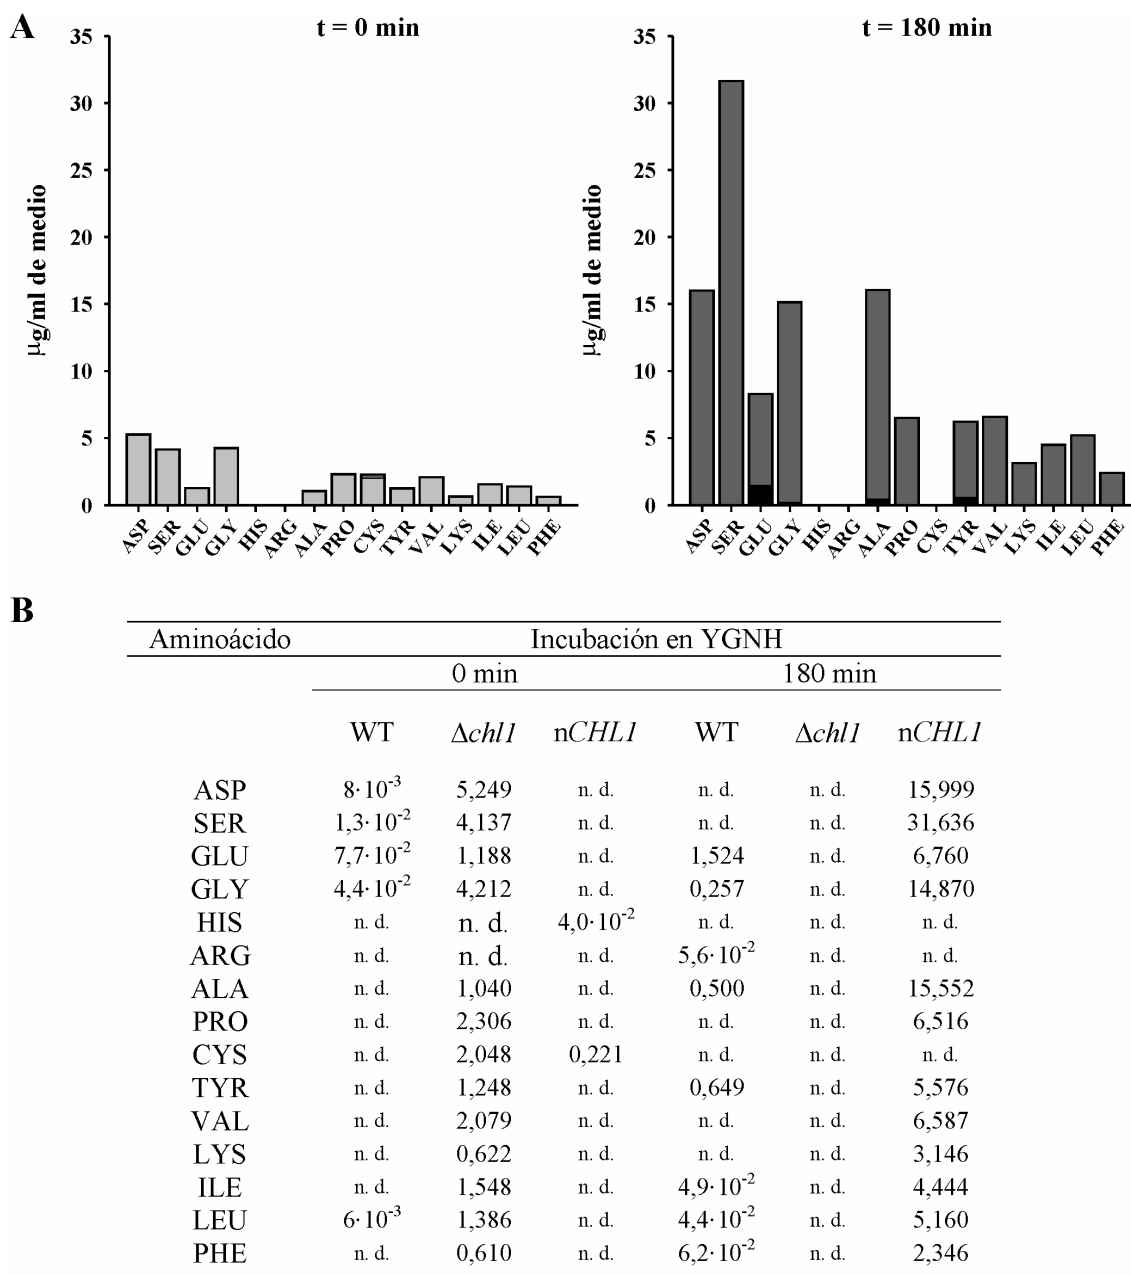 A
t = 0 min
t = 180 min
µg/ml de medio
35
30
25
20
15
10
5
0
ASP SER GLU GLY HIS ARG ALA PRO CYS TYR VAL LYS ILE LEU PHE
µg/ml de medio
35
30
25
20
15
10
5
0
ASP SER GLU GLY HIS ARG ALA PRO CYS TYR VAL LYS ILE LEU PHE
B
Aminoácido Incubación en YGNH
0 min 180 min
WT Δchl1 nCHL1 WT Δchl1 nCHL1
ASP 8·10⁻³ 5,249 n. d. n. d. n. d. 15,999
SER 1,3·10⁻² 4,137 n. d. n. d. n. d. 31,636
GLU 7,7·10⁻² 1,188 n. d. 1,524 n. d. 6,760
GLY 4,4·10⁻² 4,212 n. d. 0,257 n. d. 14,870
HIS n. d. n. d. 4,0·10⁻² n. d. n. d. n. d.
ARG n. d. n. d. n. d. 5,6·10⁻² n. d. n. d.
ALA n. d. 1,040 n. d. 0,500 n. d. 15,552
PRO n. d. 2,306 n. d. n. d. n. d. 6,516
CYS n. d. 2,048 0,221 n. d. n. d. n. d.
TYR n. d. 1,248 n. d. 0,649 n. d. 5,576
VAL n. d. 2,079 n. d. n. d. n. d. 6,587
LYS n. d. 0,622 n. d. n. d. n. d. 3,146
ILE n. d. 1,548 n. d. 4,9·10⁻² n. d. 4,444
LEU 6·10⁻³ 1,386 n. d. 4,4·10⁻² n. d. 5,160
PHE n. d. 0,610 n. d. 6,2·10⁻² n. d. 2,346